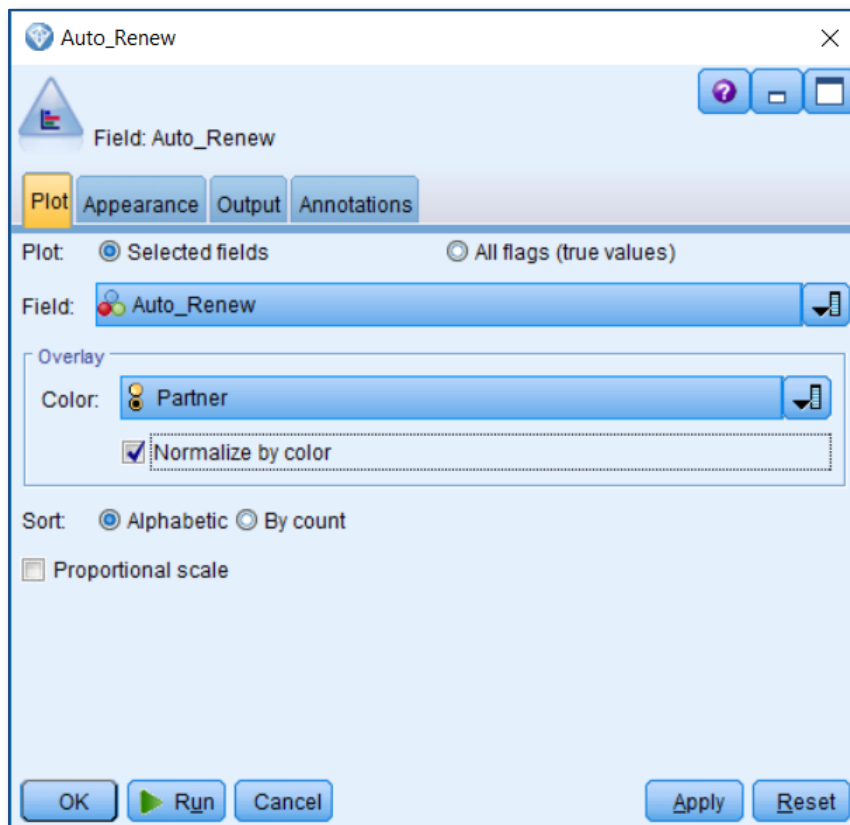 Auto_Renew
Field: Auto_Renew
Plot Appearance Output Annotations
Plot: Selected fields All flags (true values)
Field: Auto_Renew
Overlay
Color: Partner
Normalize by color
Sort: Alphabetic By count
Proportional scale
OK Run Cancel Apply Reset